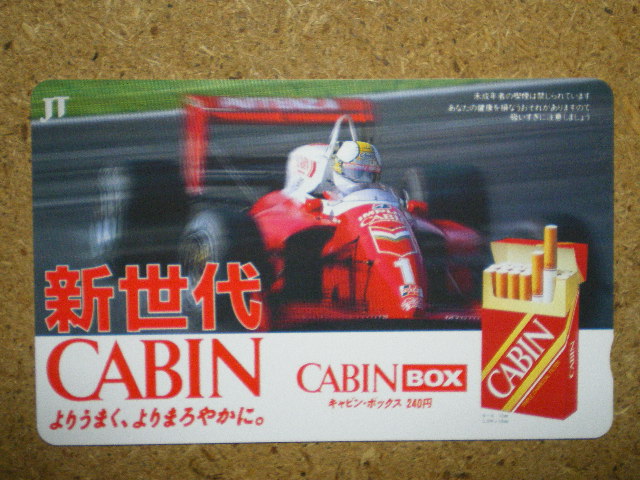 JT
未成年者の喫煙は禁じられています
あなたの健康を損なうおそれがありますので
吸いすぎに注意しましょう
1
新世代
CABIN
よりうまく、よりまろやかに。
CABIN BOX
キャビン・ボックス 240円
CABIN
CABIN